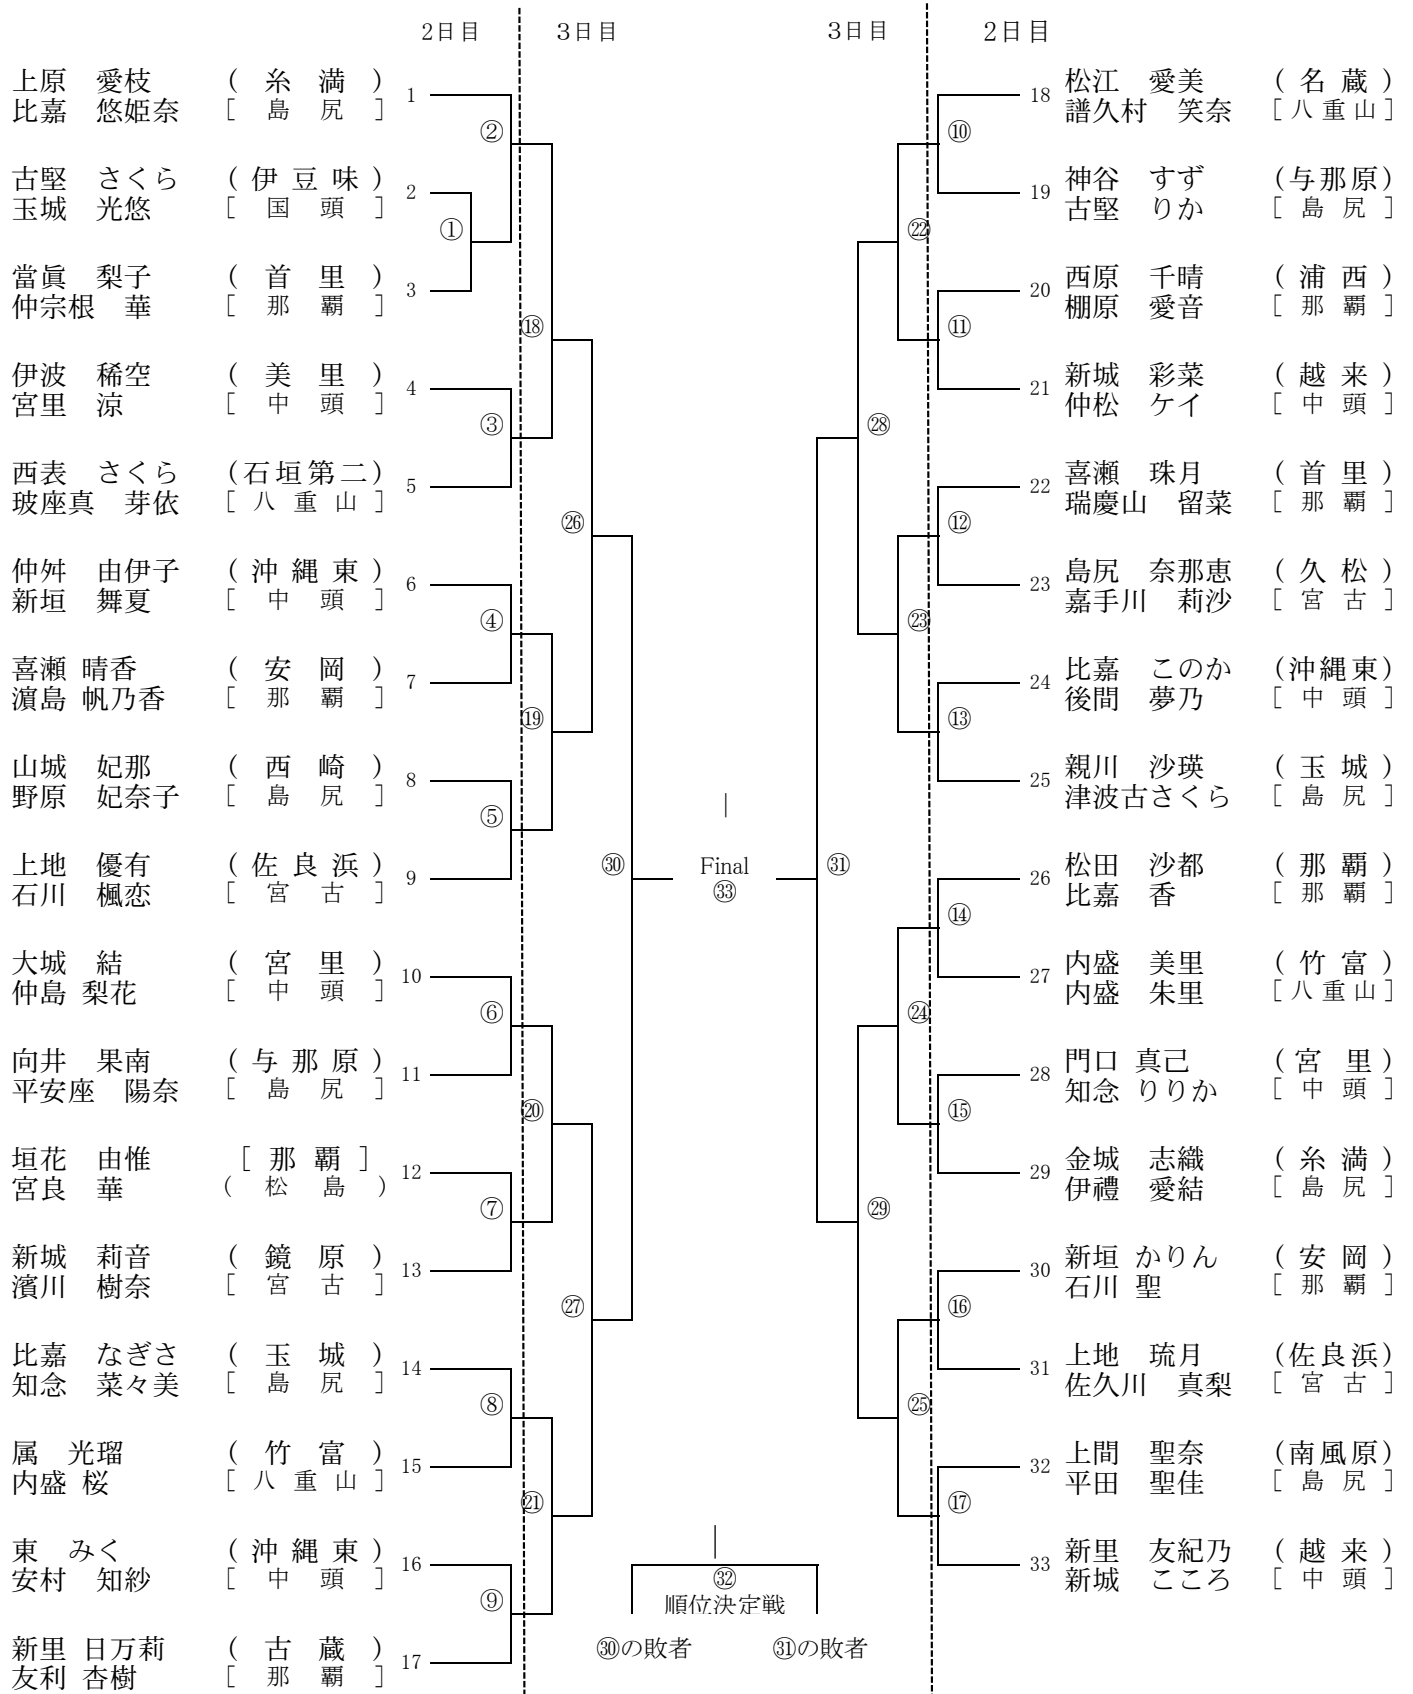 2日目 3日目 3日目 2日目
上原 愛枝 ( 糸 満 ) 1
比嘉 悠姫奈 [ 島 尻 ]
②
古堅 さくら ( 伊 豆 味 ) 2
玉城 光悠 [ 国 頭 ]
①
當眞 梨子 ( 首 里 ) 3
仲宗根 華 [ 那 覇 ]
⑱
伊波 稀空 ( 美 里 ) 4
宮里 涼 [ 中 頭 ]
③
西表 さくら (石垣第二) 5
玻座真 芽依 [ 八 重 山 ]
㉖
仲舛 由伊子 ( 沖 縄 東 ) 6
新垣 舞夏 [ 中 頭 ]
④
喜瀬 晴香 ( 安 岡 ) 7
濵島 帆乃香 [ 那 覇 ]
⑲
山城 妃那 ( 西 崎 ) 8
野原 妃奈子 [ 島 尻 ]
⑤
上地 優有 ( 佐 良 浜 ) 9
石川 楓恋 [ 宮 古 ]
㉚
大城 結 ( 宮 里 ) 10
仲島 梨花 [ 中 頭 ]
⑥
向井 果南 ( 与 那 原 ) 11
平安座 陽奈 [ 島 尻 ]
⑳
垣花 由惟 [ 那 覇 ] 12
宮良 華 ( 松 島 )
⑦
新城 莉音 ( 鏡 原 ) 13
濱川 樹奈 [ 宮 古 ]
㉗
比嘉 なぎさ ( 玉 城 ) 14
知念 菜々美 [ 島 尻 ]
⑧
属 光瑠 ( 竹 富 ) 15
内盛 桜 [ 八 重 山 ]
㉑
東 みく ( 沖 縄 東 ) 16
安村 知紗 [ 中 頭 ]
⑨
新里 日万莉 ( 古 蔵 ) 17
友利 杏樹 [ 那 覇 ]
Final
㉝
㉜
順位決定戦
㉚の敗者 ㉛の敗者
18 松江 愛美 ( 名 蔵 )
譜久村 笑奈 [ 八 重 山 ]
⑩
19 神谷 すず (与那原)
古堅 りか [ 島 尻 ]
㉒
20 西原 千晴 ( 浦 西 )
棚原 愛音 [ 那 覇 ]
⑪
21 新城 彩菜 ( 越 来 )
仲松 ケイ [ 中 頭 ]
㉘
22 喜瀬 珠月 ( 首 里 )
瑞慶山 留菜 [ 那 覇 ]
⑫
23 島尻 奈那恵 ( 久 松 )
嘉手川 莉沙 [ 宮 古 ]
㉓
24 比嘉 このか (沖縄東)
後間 夢乃 [ 中 頭 ]
⑬
25 親川 沙瑛 ( 玉 城 )
津波古さくら [ 島 尻 ]
㉛
26 松田 沙都 ( 那 覇 )
比嘉 香 [ 那 覇 ]
⑭
27 内盛 美里 ( 竹 富 )
内盛 朱里 [ 八 重 山 ]
㉔
28 門口 真己 ( 宮 里 )
知念 りりか [ 中 頭 ]
⑮
29 金城 志織 ( 糸 満 )
伊禮 愛結 [ 島 尻 ]
㉙
30 新垣 かりん ( 安 岡 )
石川 聖 [ 那 覇 ]
⑯
31 上地 琉月 (佐良浜)
佐久川 真梨 [ 宮 古 ]
㉕
32 上間 聖奈 (南風原)
平田 聖佳 [ 島 尻 ]
⑰
33 新里 友紀乃 ( 越 来 )
新城 こころ [ 中 頭 ]